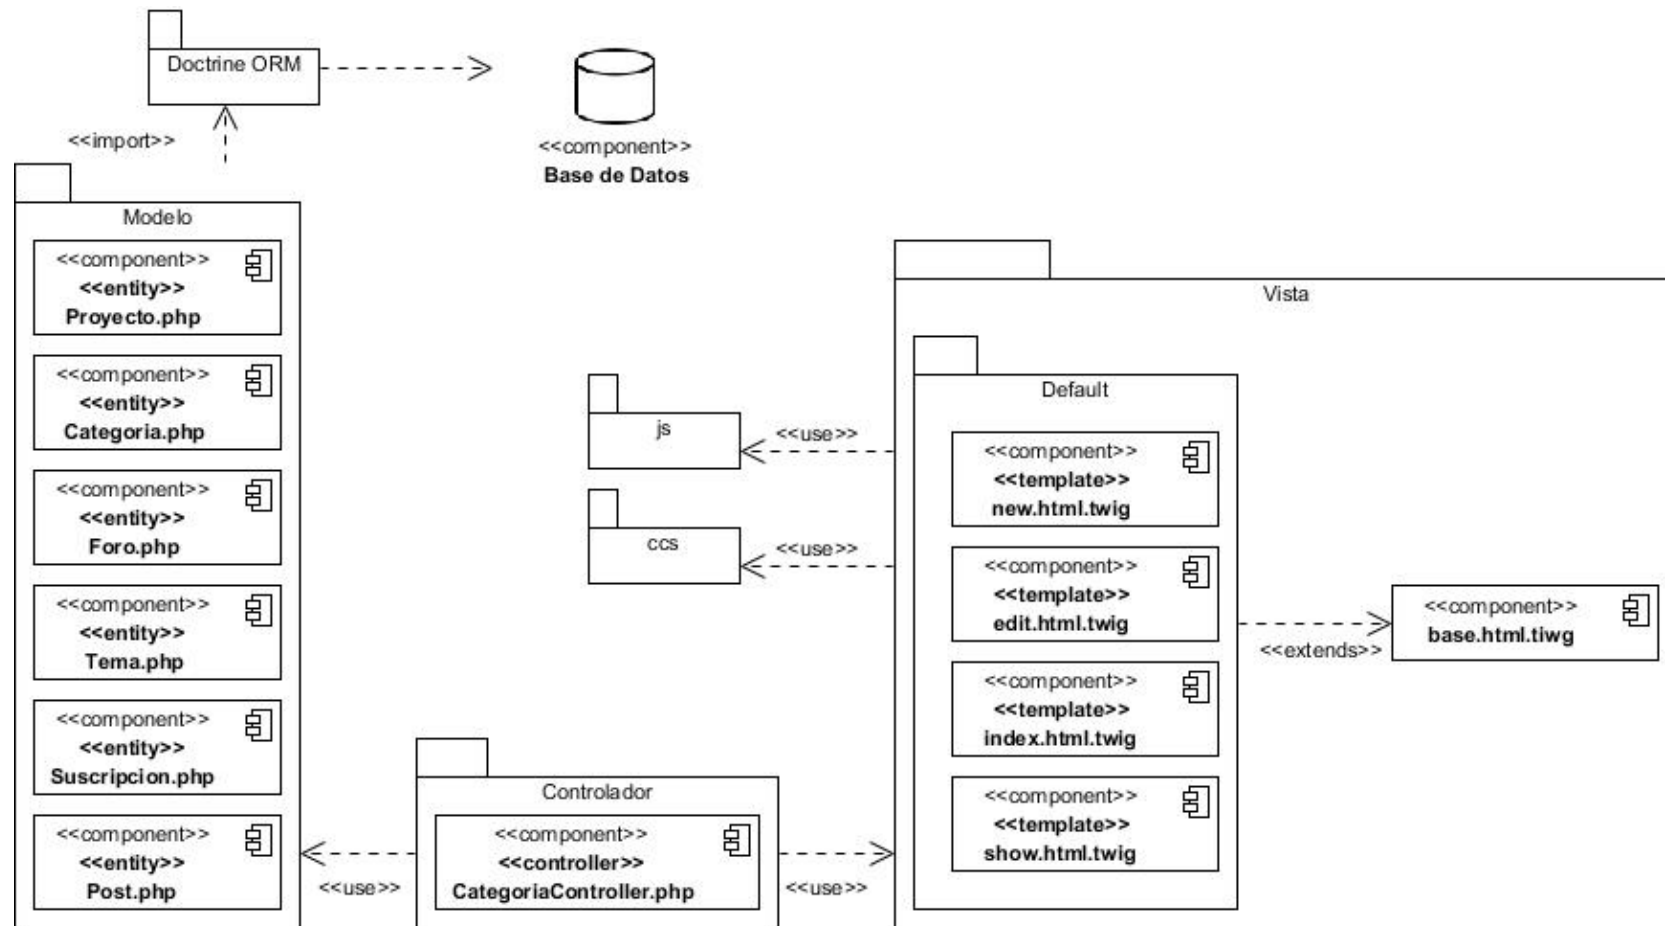 Doctrine ORM
<<import>>
<<component>>
Base de Datos
Modelo
<<component>>
<<entity>>
Proyecto.php
<<component>>
<<entity>>
Categoria.php
<<component>>
<<entity>>
Foro.php
<<component>>
<<entity>>
Tema.php
<<component>>
<<entity>>
Suscripcion.php
<<component>>
<<entity>>
Post.php
<<use>>
Controlador
<<component>>
<<controller>>
CategoriaController.php
<<use>>
js
<<use>>
ccs
<<use>>
Vista
Default
<<component>>
<<template>>
new.html.twig
<<component>>
<<template>>
edit.html.twig
<<component>>
<<template>>
index.html.twig
<<component>>
<<template>>
show.html.twig
<<extends>>
<<component>>
base.html.tiwg